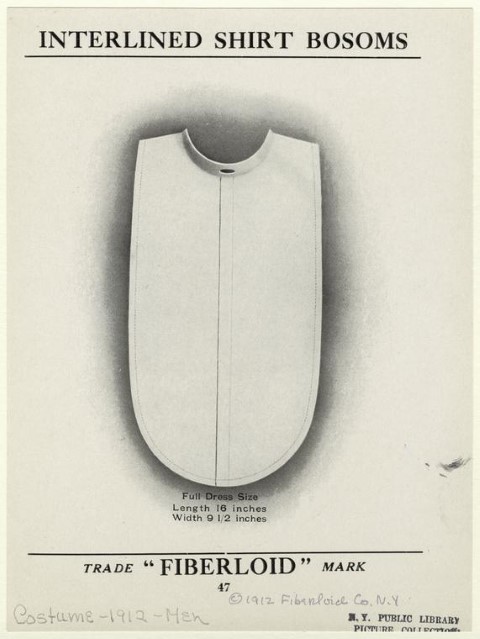 INTERLINED SHIRT BOSOMS
Full Dress Size
Length 16 inches
Width 9 1/2 inches
TRADE "FIBERLOID" MARK
47
©1912 Fiberloid Co. N.Y.
Costume-1912-Men
N. Y. PUBLIC LIBRARY
PICTURE COLLECTION